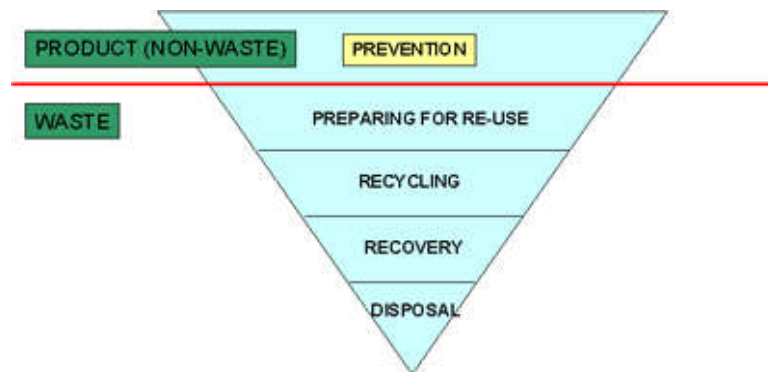 PRODUCT (NON-WASTE)
PREVENTION
WASTE
PREPARING FOR RE-USE
RECYCLING
RECOVERY
DISPOSAL